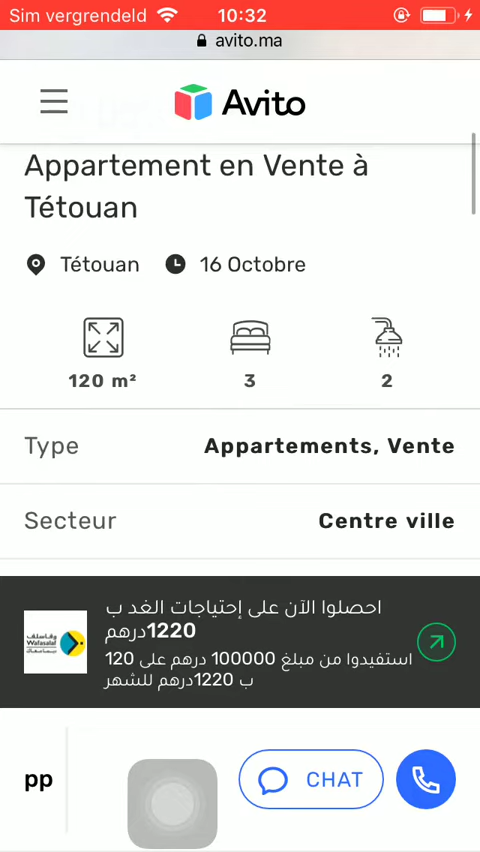 Sim vergrendeld 10:32
avito.ma
Avito
Appartement en Vente à
Tétouan
Tétouan 16 Octobre
120 m² 3 2
Type Appartements, Vente
Secteur Centre ville
احصلوا الآن على إحتياجات الغد ب
1220درهم
استفيدوا من مبلغ 100000 درهم على 120
ب 1220درهم للشهر
وفاسلف
Wafasalaf
pp CHAT